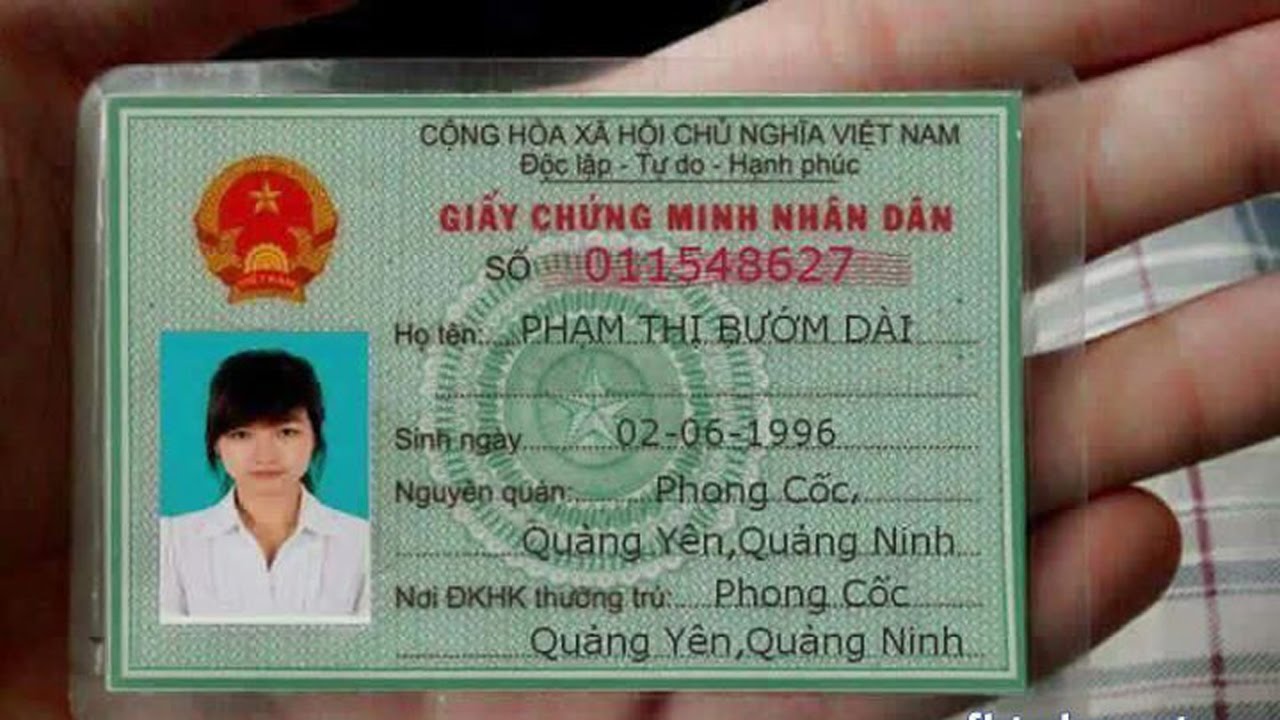 CỘNG HÒA XÃ HỘI CHỦ NGHĨA VIỆT NAM
Độc lập - Tự do - Hạnh phúc
GIẤY CHỨNG MINH NHÂN DÂN
SỐ 011548627
Họ tên: PHẠM THỊ BƯỚM DÀI
Sinh ngày 02-06-1996
Nguyên quán: Phong Cốc,
Quảng Yên,Quảng Ninh
Nơi ĐKHK thường trú: Phong Cốc
Quảng Yên,Quảng Ninh